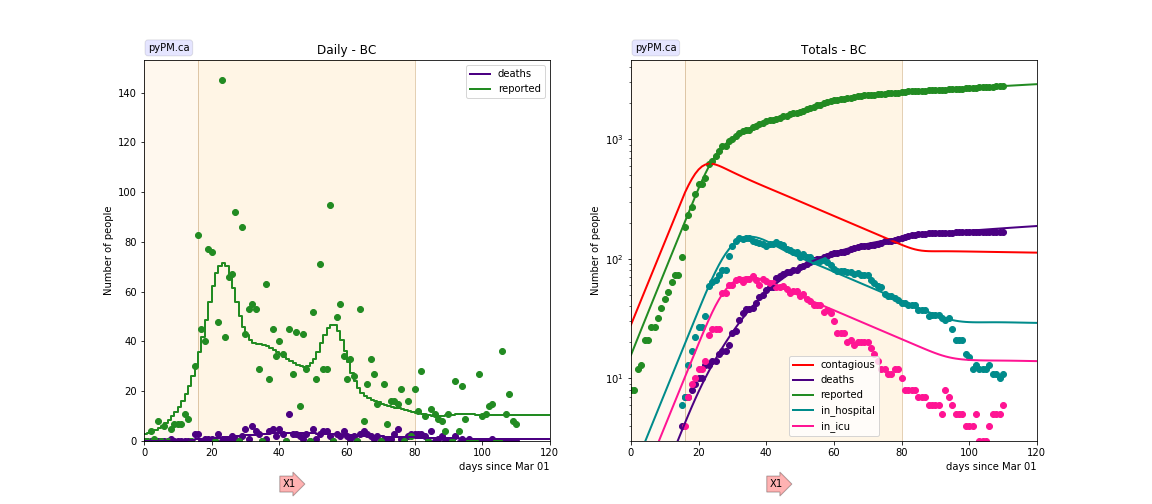 pyPM.ca
Daily - BC
deaths
reported
Number of people
140
120
100
80
60
40
20
0
0 20 40 60 80 100 120
days since Mar 01
X1
pyPM.ca
Totals - BC
Number of people
10³
10²
10¹
contagious
deaths
reported
in_hospital
in_icu
0 20 40 60 80 100 120
days since Mar 01
X1